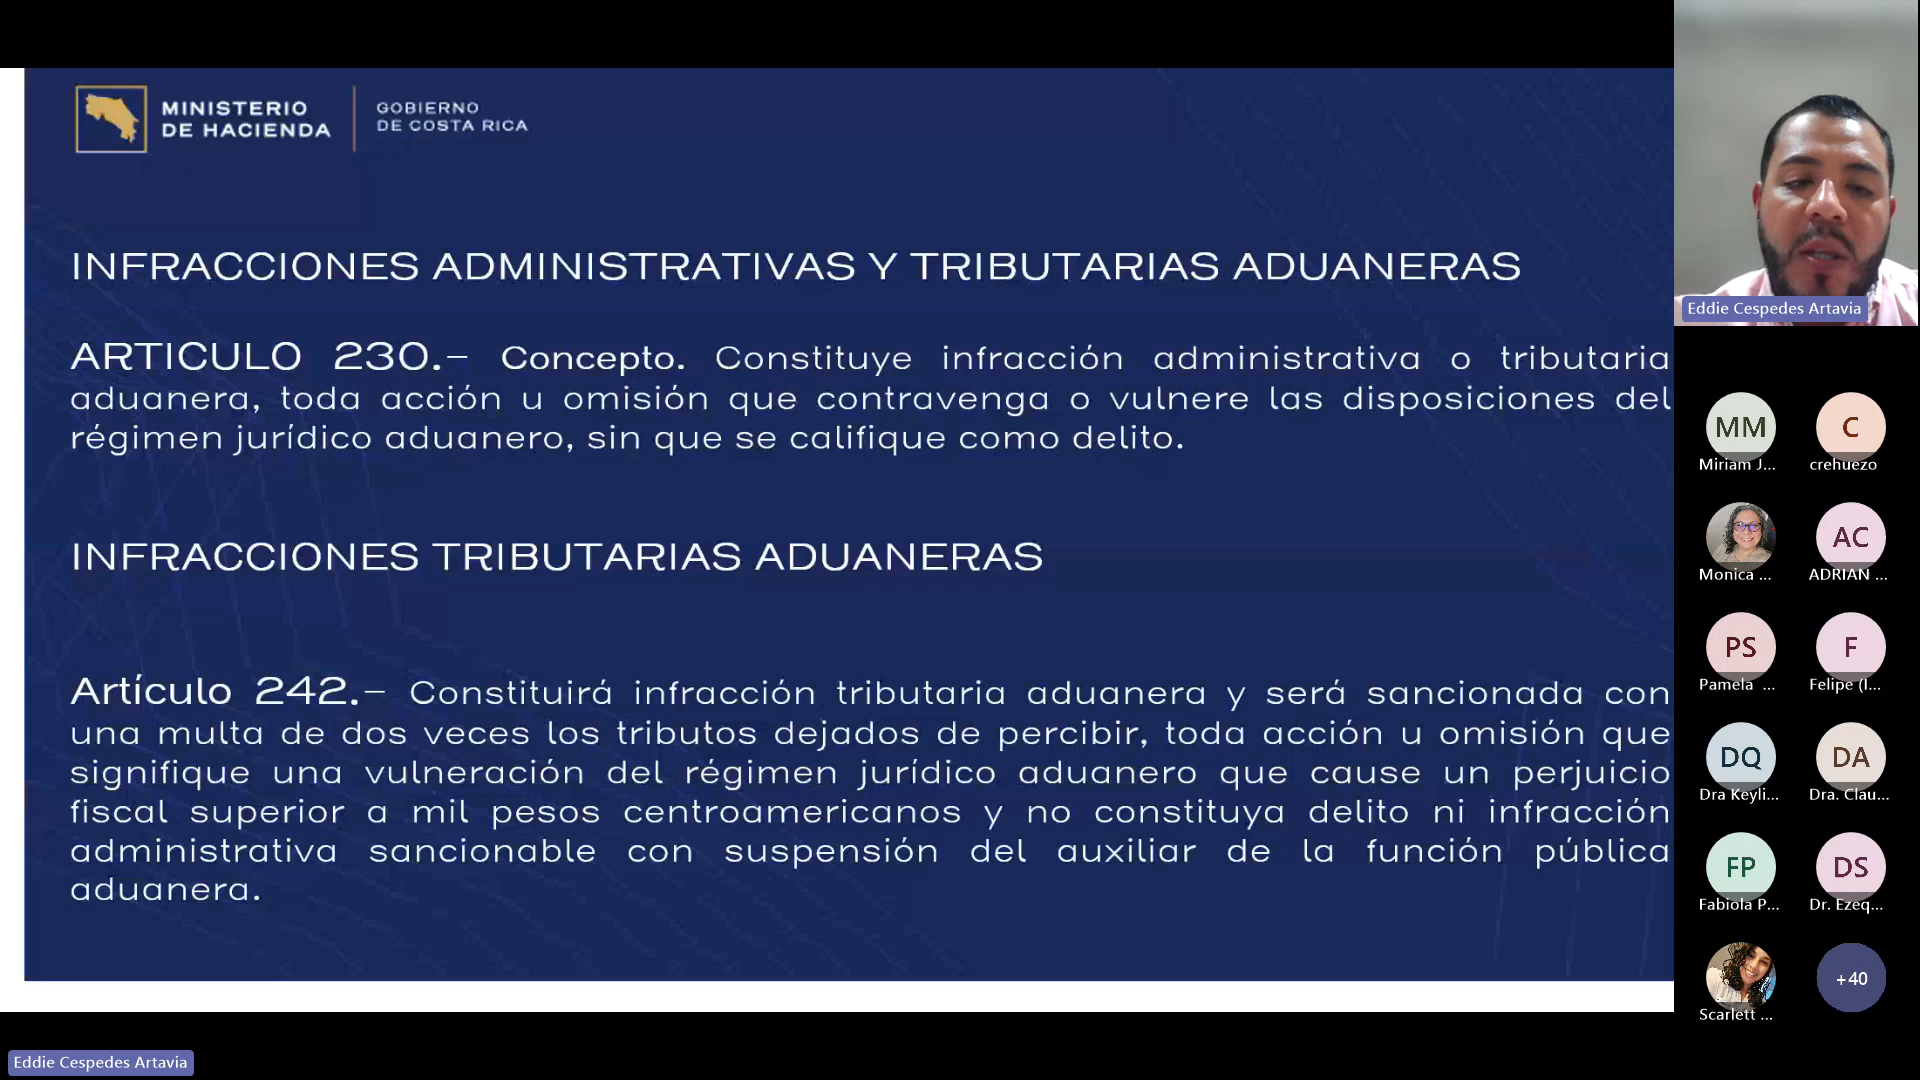 MINISTERIO
DE HACIENDA
GOBIERNO
DE COSTA RICA
INFRACCIONES ADMINISTRATIVAS Y TRIBUTARIAS ADUANERAS
ARTICULO 230.– Concepto. Constituye infracción administrativa o tributaria
aduanera, toda acción u omisión que contravenga o vulnere las disposiciones del
régimen jurídico aduanero, sin que se califique como delito.
INFRACCIONES TRIBUTARIAS ADUANERAS
Artículo 242.– Constituirá infracción tributaria aduanera y será sancionada con
una multa de dos veces los tributos dejados de percibir, toda acción u omisión que
signifique una vulneración del régimen jurídico aduanero que cause un perjuicio
fiscal superior a mil pesos centroamericanos y no constituya delito ni infracción
administrativa sancionable con suspensión del auxiliar de la función pública
aduanera.
Eddie Cespedes Artavia
MM
Miriam J...
C
crehuezo
Monica ...
AC
ADRIAN ...
PS
Pamela ...
F
Felipe (I...
DQ
Dra Keyli...
DA
Dra. Clau...
FP
Fabiola P...
DS
Dr. Ezeq...
Scarlett ...
+40
Eddie Cespedes Artavia